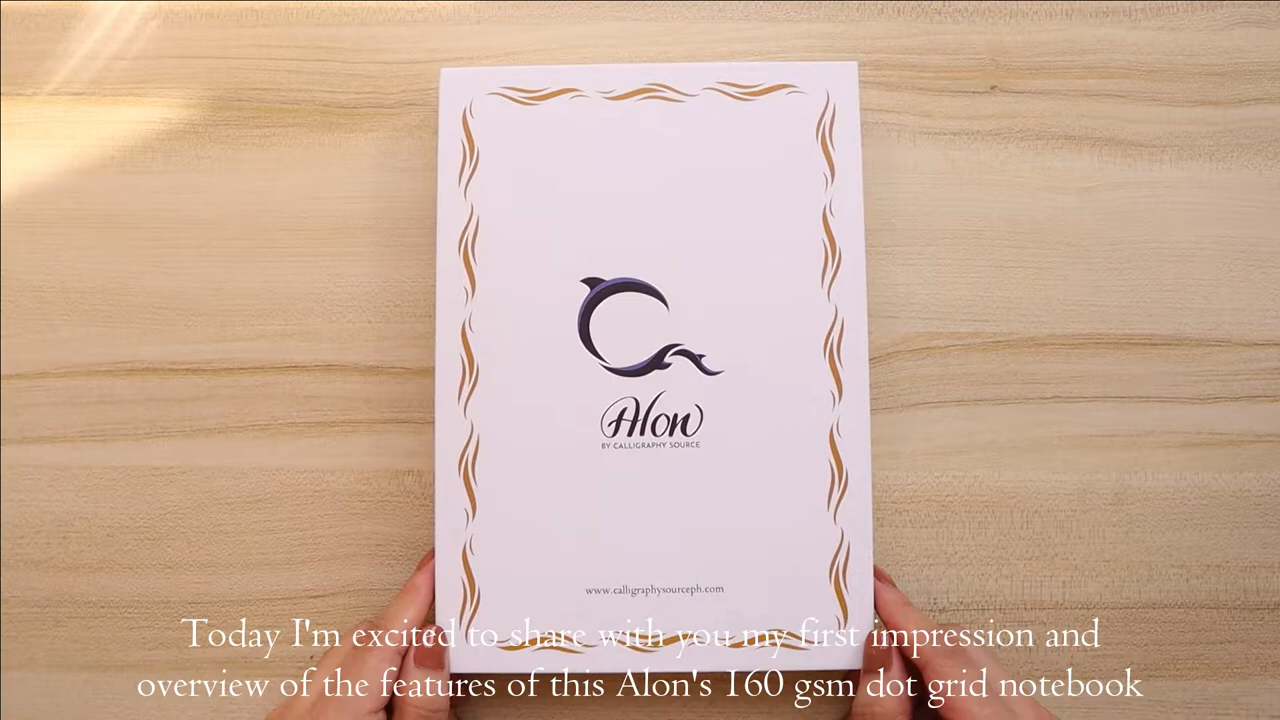 Alon
BY CALLIGRAPHY SOURCE
www.calligraphysourceph.com
Today I'm excited to share with you my first impression and
overview of the features of this Alon's 160 gsm dot grid notebook